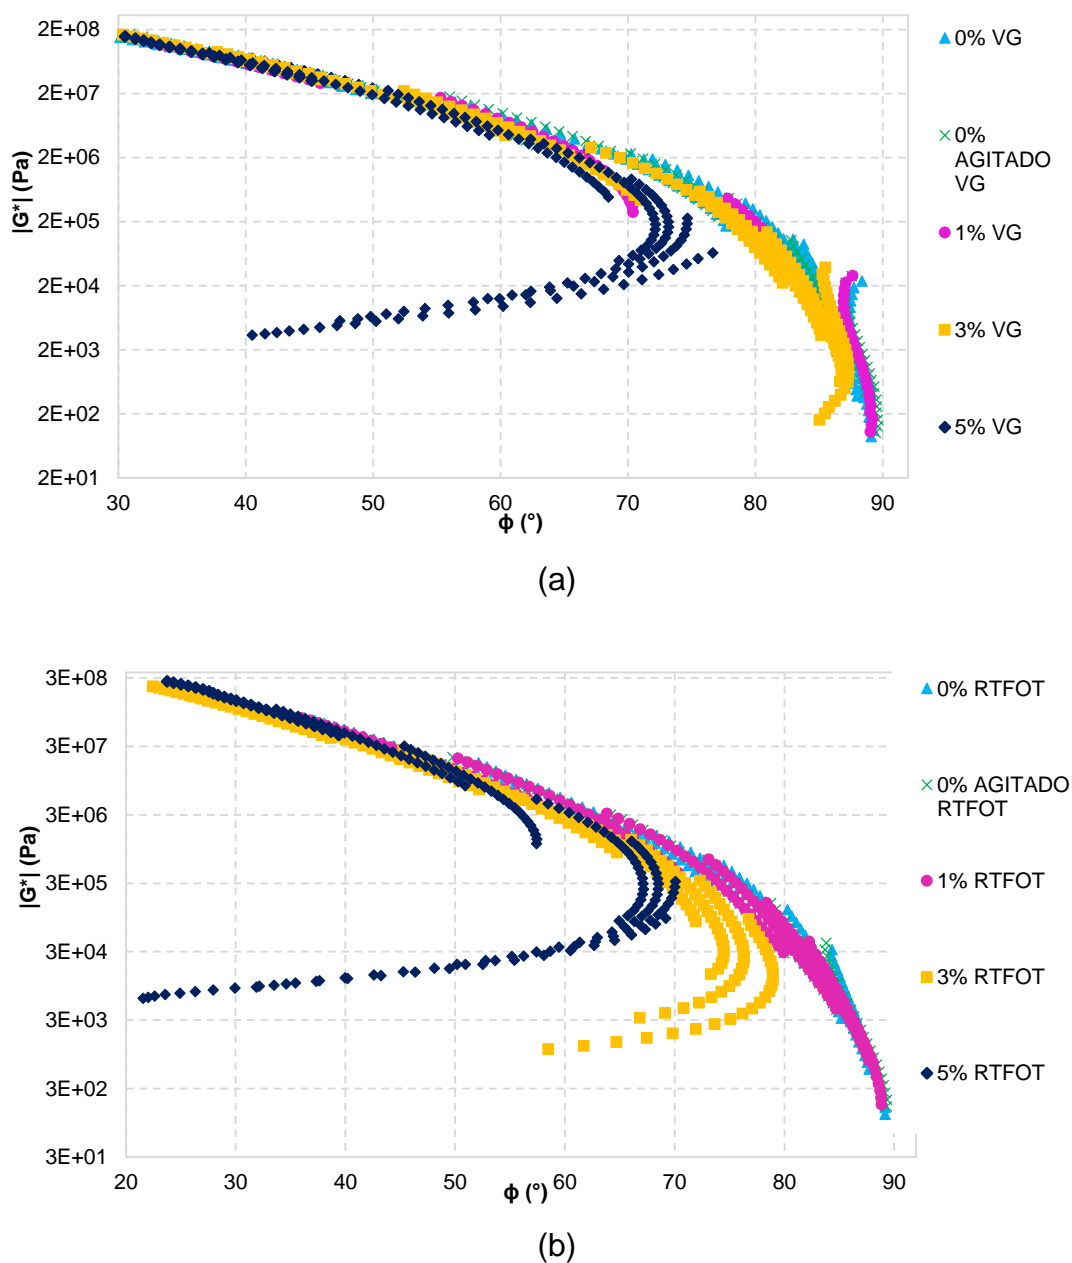 2E+08
2E+07
2E+06
2E+05
2E+04
2E+03
2E+02
2E+01
|G*| (Pa)
30 40 50 60 70 80 90
ϕ (°)
0% VG
0%
AGITADO
VG
1% VG
3% VG
5% VG
(a)
3E+08
3E+07
3E+06
3E+05
3E+04
3E+03
3E+02
3E+01
|G*| (Pa)
20 30 40 50 60 70 80 90
ϕ (°)
0% RTFOT
0% AGITADO
RTFOT
1% RTFOT
3% RTFOT
5% RTFOT
(b)